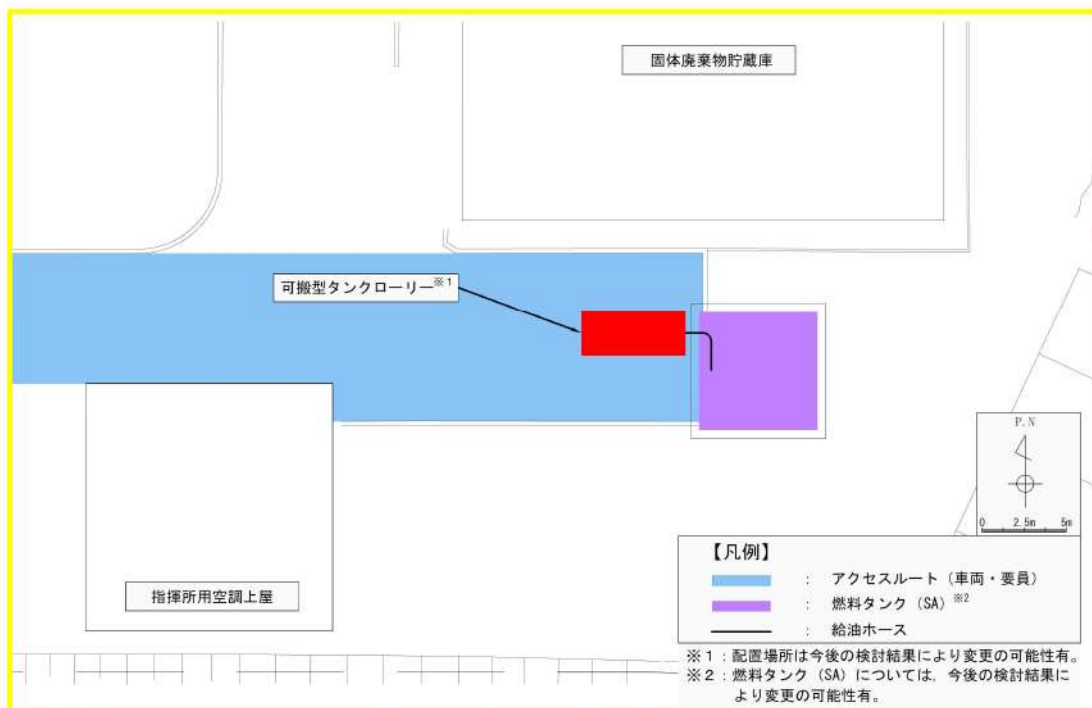 固体廃棄物貯蔵庫
可搬型タンクローリー※1
指揮所用空調上屋
P.N
0 2.5m 5m
【凡例】
: アクセスルート(車両・要員)
: 燃料タンク(SA)※2
: 給油ホース
※1:配置場所は今後の検討結果により変更の可能性有。
※2:燃料タンク(SA)については,今後の検討結果に
より変更の可能性有。